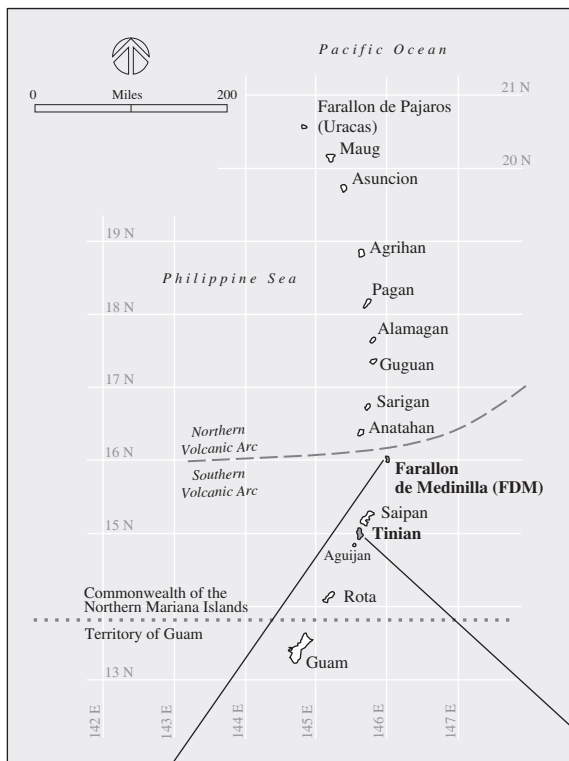 Pacific Ocean
0 Miles 200
21 N
Farallon de Pajaros
(Uracas)
Maug
20 N
Asuncion
19 N
Agrihan
Philippine Sea
Pagan
18 N
Alamagan
Guguan
17 N
Sarigan
Northern
Volcanic Arc
Anatahan
16 N
Southern
Volcanic Arc
Farallon
de Medinilla (FDM)
Saipan
15 N
Tinian
Aguijan
Commonwealth of the
Northern Mariana Islands
Rota
Territory of Guam
Guam
13 N
142 E
143 E
144 E
145 E
146 E
147 E